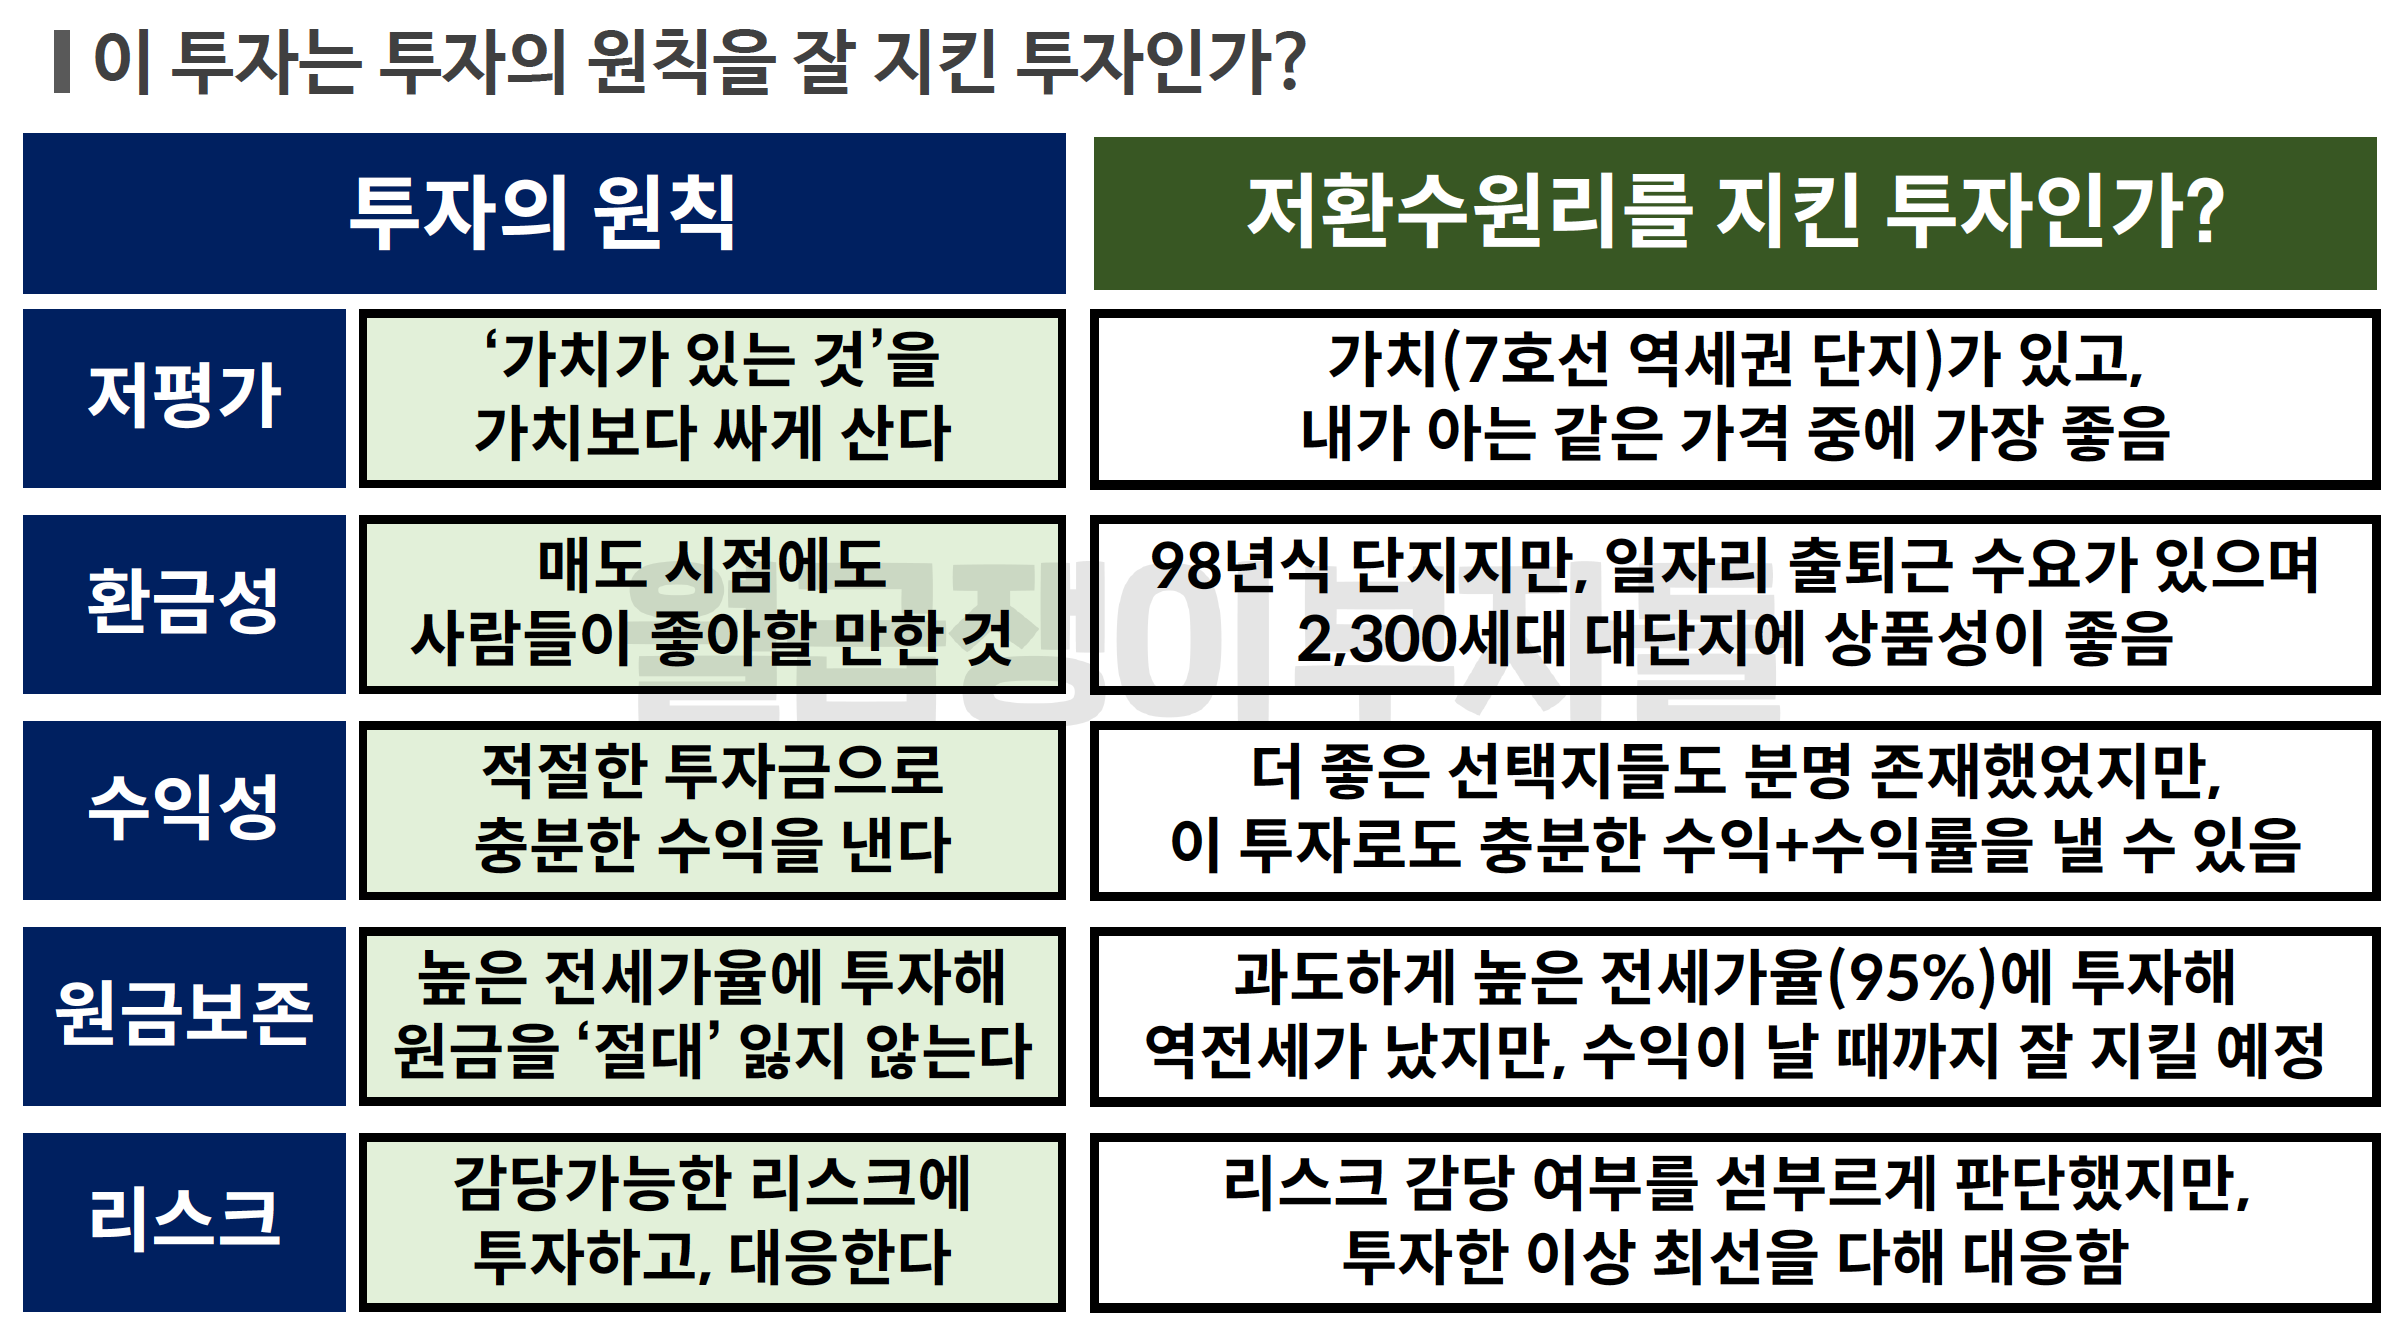 이 투자는 투자의 원칙을 잘 지킨 투자인가?
투자의 원칙
저환수원리를 지킨 투자인가?
저평가
‘가치가 있는 것’을
가치보다 싸게 산다
가치(7호선 역세권 단지)가 있고,
내가 아는 같은 가격 중에 가장 좋음
환금성
매도 시점에도
사람들이 좋아할 만한 것
98년식 단지지만, 일자리 출퇴근 수요가 있으며
2,300세대 대단지에 상품성이 좋음
월급쟁이부자들
수익성
적절한 투자금으로
충분한 수익을 낸다
더 좋은 선택지들도 분명 존재했었지만,
이 투자로도 충분한 수익+수익률을 낼 수 있음
원금보존
높은 전세가율에 투자해
원금을 ‘절대’ 잃지 않는다
과도하게 높은 전세가율(95%)에 투자해
역전세가 났지만, 수익이 날 때까지 잘 지킬 예정
리스크
감당가능한 리스크에
투자하고, 대응한다
리스크 감당 여부를 섣부르게 판단했지만,
투자한 이상 최선을 다해 대응함